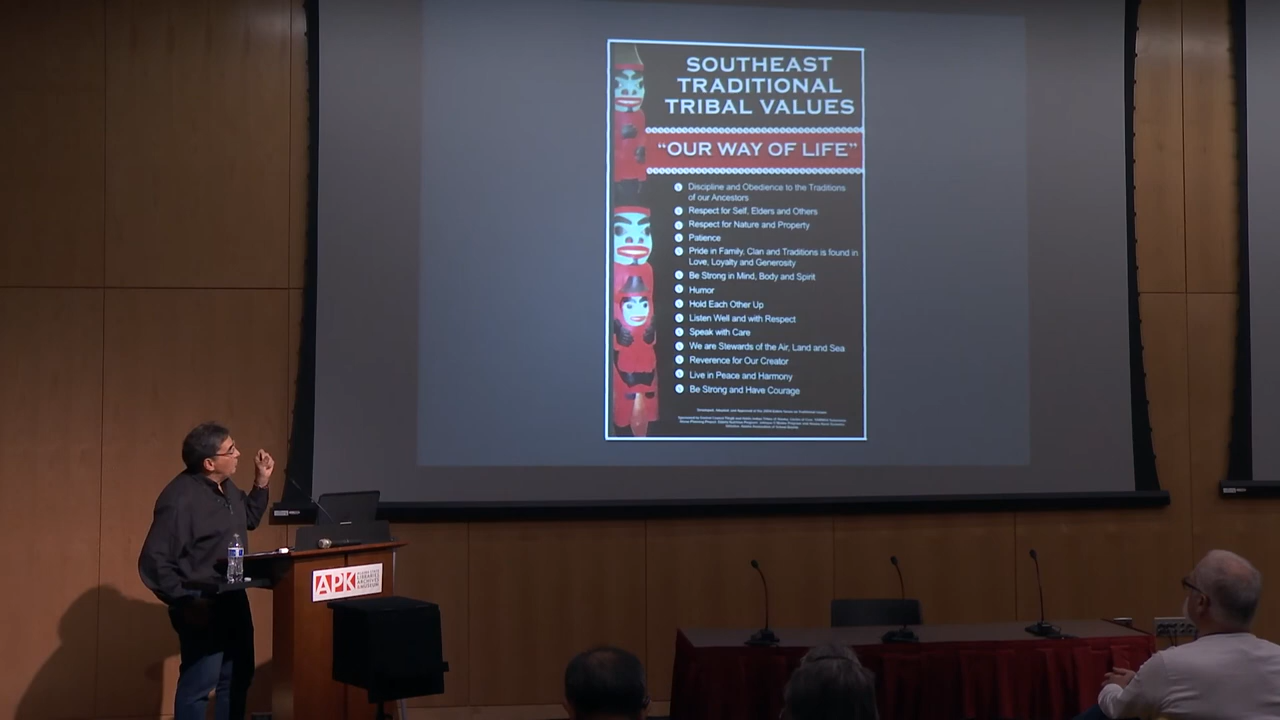 SOUTHEAST
TRADITIONAL
TRIBAL VALUES
“OUR WAY OF LIFE”
Discipline and Obedience to the Traditions
of our Ancestors
Respect for Self, Elders and Others
Respect for Nature and Property
Patience
Pride in Family, Clan and Traditions is found in
Love, Loyalty and Generosity
Be Strong in Mind, Body and Spirit
Humor
Hold Each Other Up
Listen Well and with Respect
Speak with Care
We are Stewards of the Air, Land and Sea
Reverence for Our Creator
Live in Peace and Harmony
Be Strong and Have Courage
APK
LIBRARIES
ARCHIVES
& MUSEUM